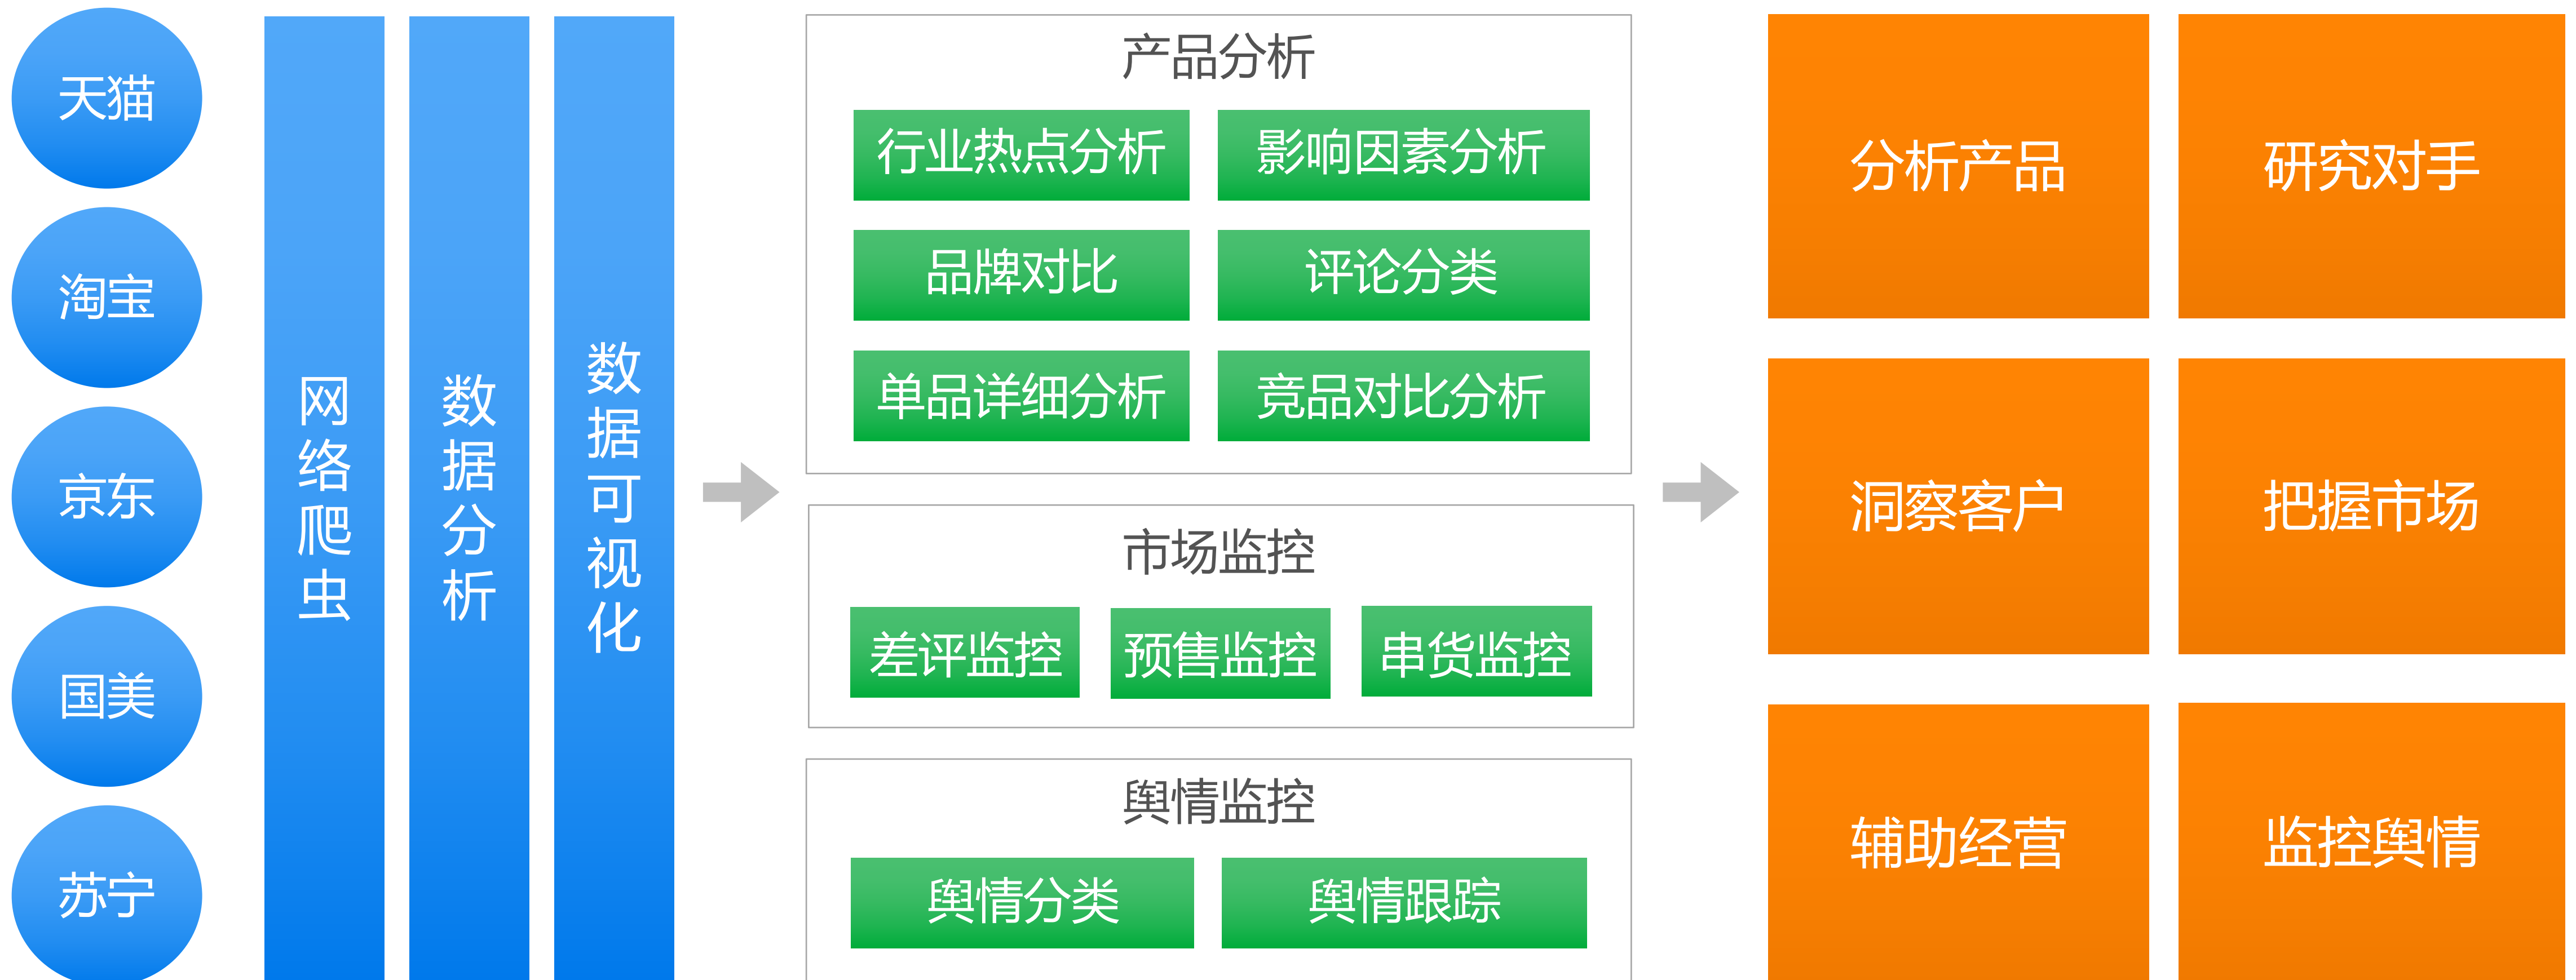 天猫
淘宝
京东
国美
苏宁
网络爬虫
数据分析
数据可视化
产品分析
行业热点分析
影响因素分析
品牌对比
评论分类
单品详细分析
竞品对比分析
市场监控
差评监控
预售监控
串货监控
舆情监控
舆情分类
舆情跟踪
分析产品
研究对手
洞察客户
把握市场
辅助经营
监控舆情